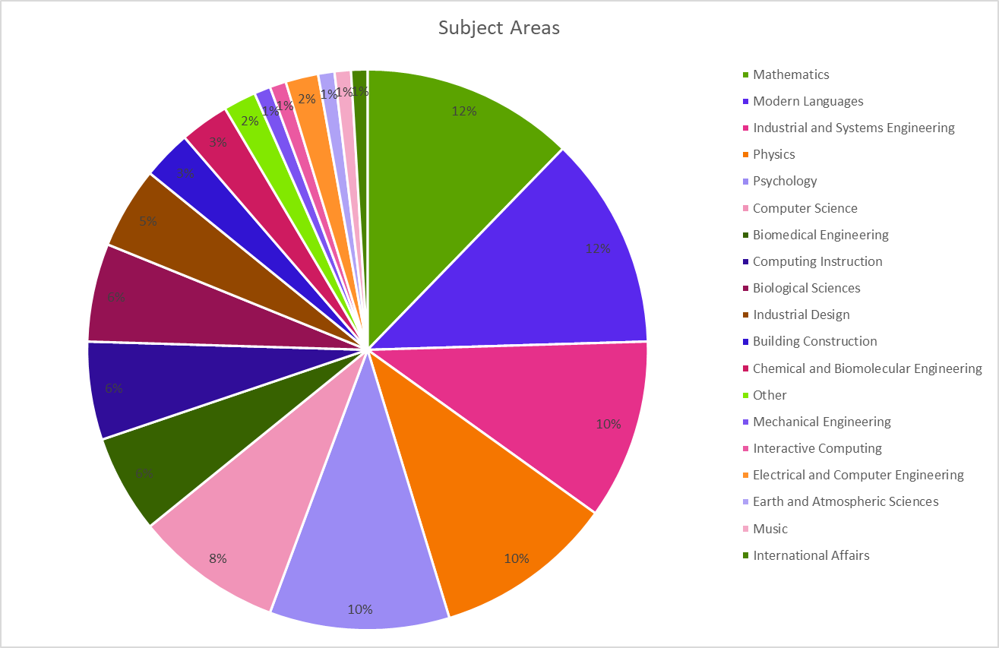 Subject Areas
12%
12%
10%
10%
10%
8%
6%
6%
6%
5%
3%
3%
2%
1%
1%
2%
1%
1%
1%
Mathematics
Modern Languages
Industrial and Systems Engineering
Physics
Psychology
Computer Science
Biomedical Engineering
Computing Instruction
Biological Sciences
Industrial Design
Building Construction
Chemical and Biomolecular Engineering
Other
Mechanical Engineering
Interactive Computing
Electrical and Computer Engineering
Earth and Atmospheric Sciences
Music
International Affairs